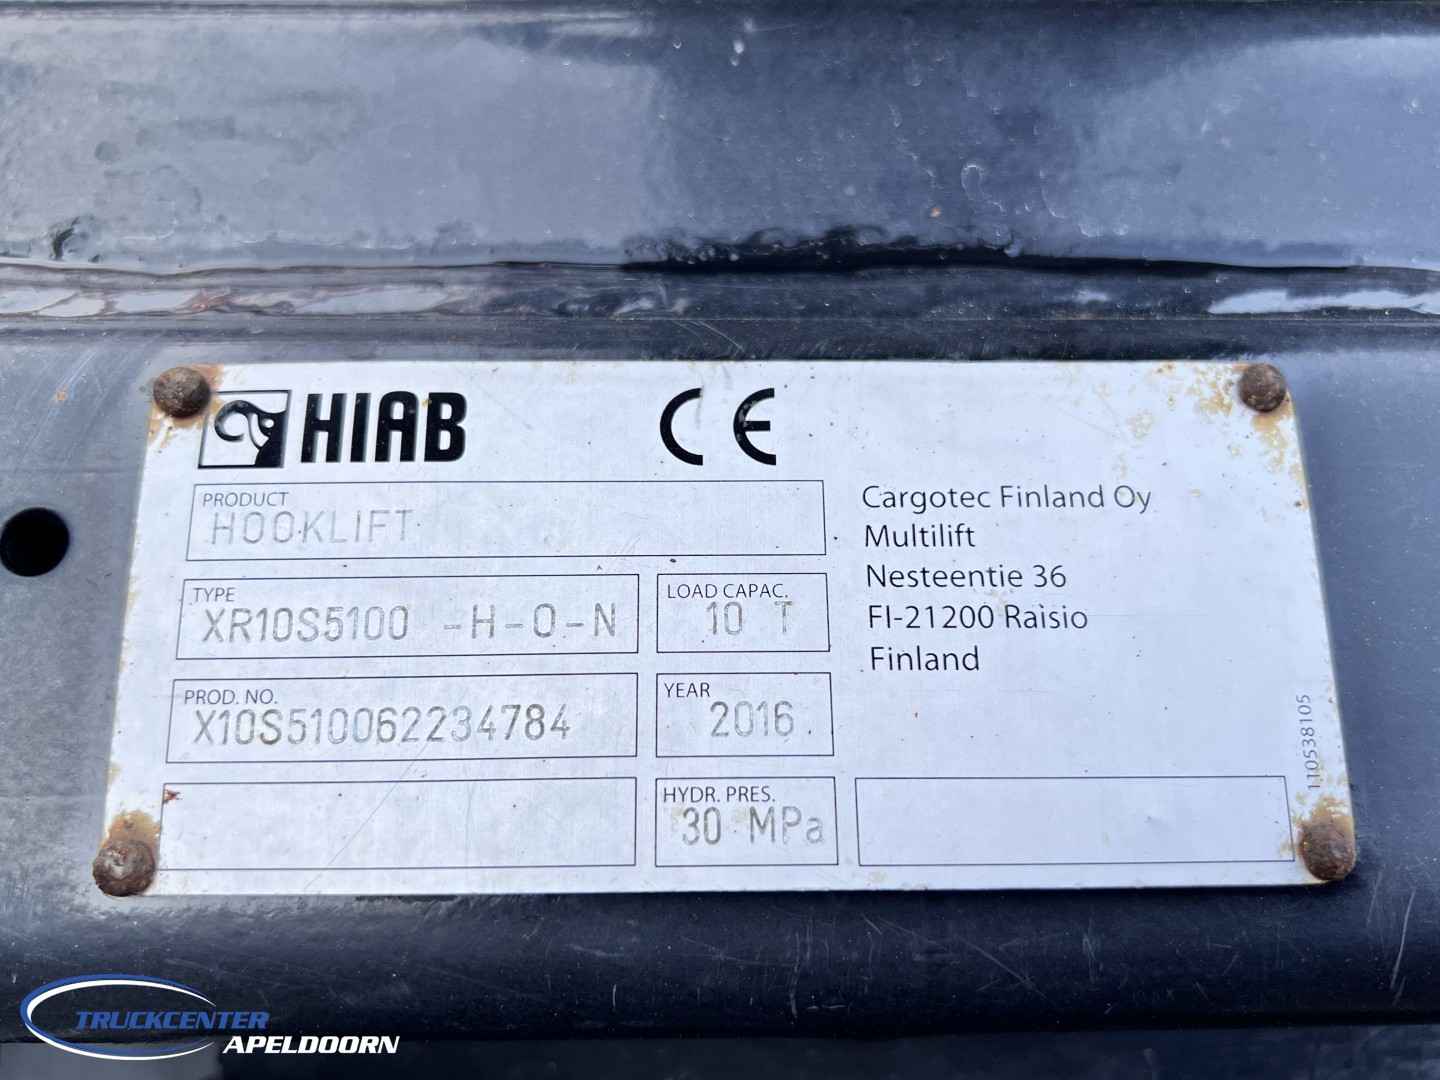 HIAB CE
PRODUCT
HOOKLIFT
TYPE
XR10S5100 -H-O-N
LOAD CAPAC.
10 T
PROD. NO.
X10S510062234784
YEAR
2016
HYDR. PRES.
30 MPa
Cargotec Finland Oy
Multilift
Nesteentie 36
FI-21200 Raisio
Finland
110538105
TRUCKCENTER
APELDOORN